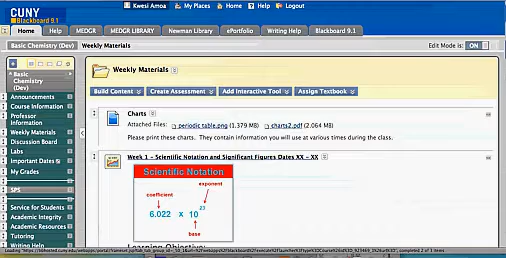 CUNY
Blackboard 9.1
Kwesi Amoa My Places Home Help Logout
Home Help MEDGR MEDGR LIBRARY Newman Library ePortfolio Writing Help Blackboard 9.1
Basic Chemistry (Dev) Weekly Materials Edit Mode is: ON
Basic
Chemistry
(Dev)
Announcements
Course Information
Professor
Information
Weekly Materials
Discussion Board
Labs
Important Dates
My Grades
SPS
Service for Students
Academic Integrity
Academic Resources
Tutoring
Writing Help
Weekly Materials
Build Content Create Assessment Add Interactive Tool Assign Textbook
Charts
Attached Files: periodic table.png (1.379 MB) charts2.pdf (2.064 MB)
Please print these charts. They contain information you will use at various times during the class.
Week 1 - Scientific Notation and Significant Figures Dates XX - XX
Scientific Notation
exponent
coefficient
6.022 x 10 23
base
Learning Objective: